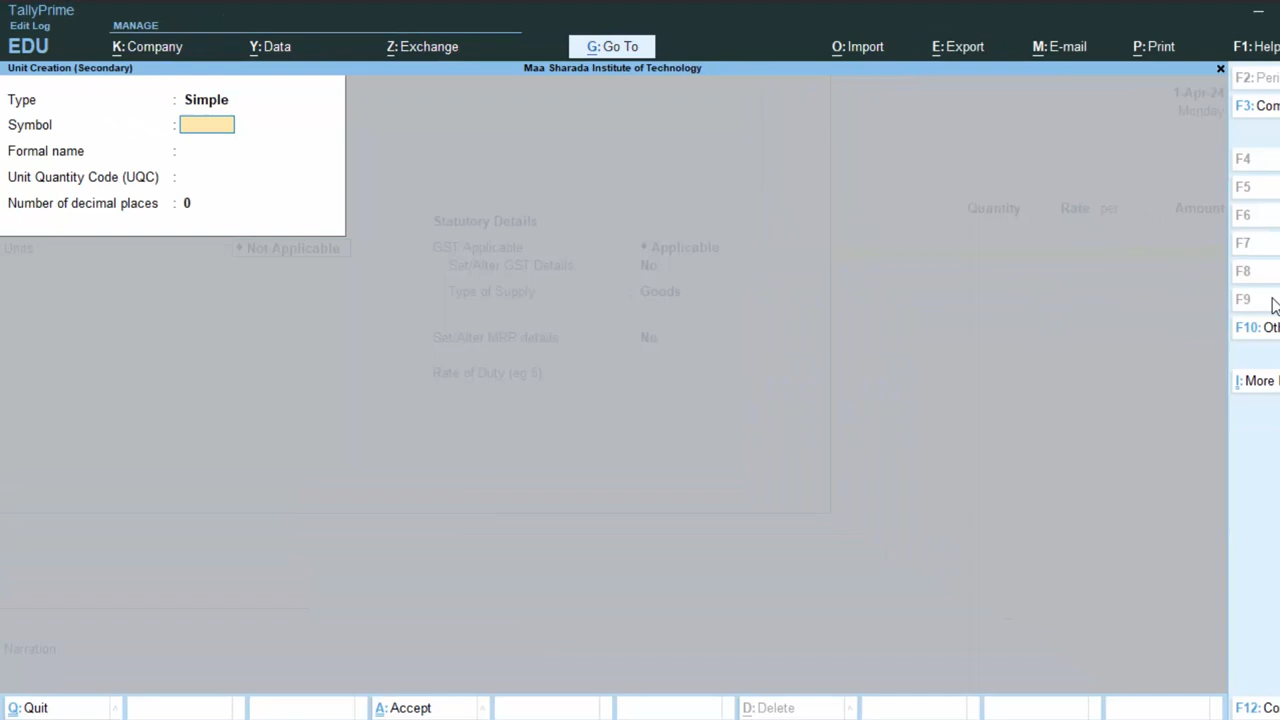 TallyPrime
Edit Log
EDU
MANAGE
K: Company
Y: Data
Z: Exchange
G: Go To
O: Import
E: Export
M: E-mail
P: Print
F1: Help
Unit Creation (Secondary)
Maa Sharada Institute of Technology
Type : Simple
Symbol :
Formal name :
Unit Quantity Code (UQC) :
Number of decimal places : 0
1-Apr-24
Monday
Quantity Rate per Amount
Units : Not Applicable
Statutory Details
GST Applicable : Applicable
Set/Alter GST Details : No
Type of Supply : Goods
Set/Alter MRP details : No
Rate of Duty (eg 5) :
Narration
F2: Peri
F3: Com
F4
F5
F6
F7
F8
F9
F10: Oth
I: More
F12: Co
Q: Quit
A: Accept
D: Delete